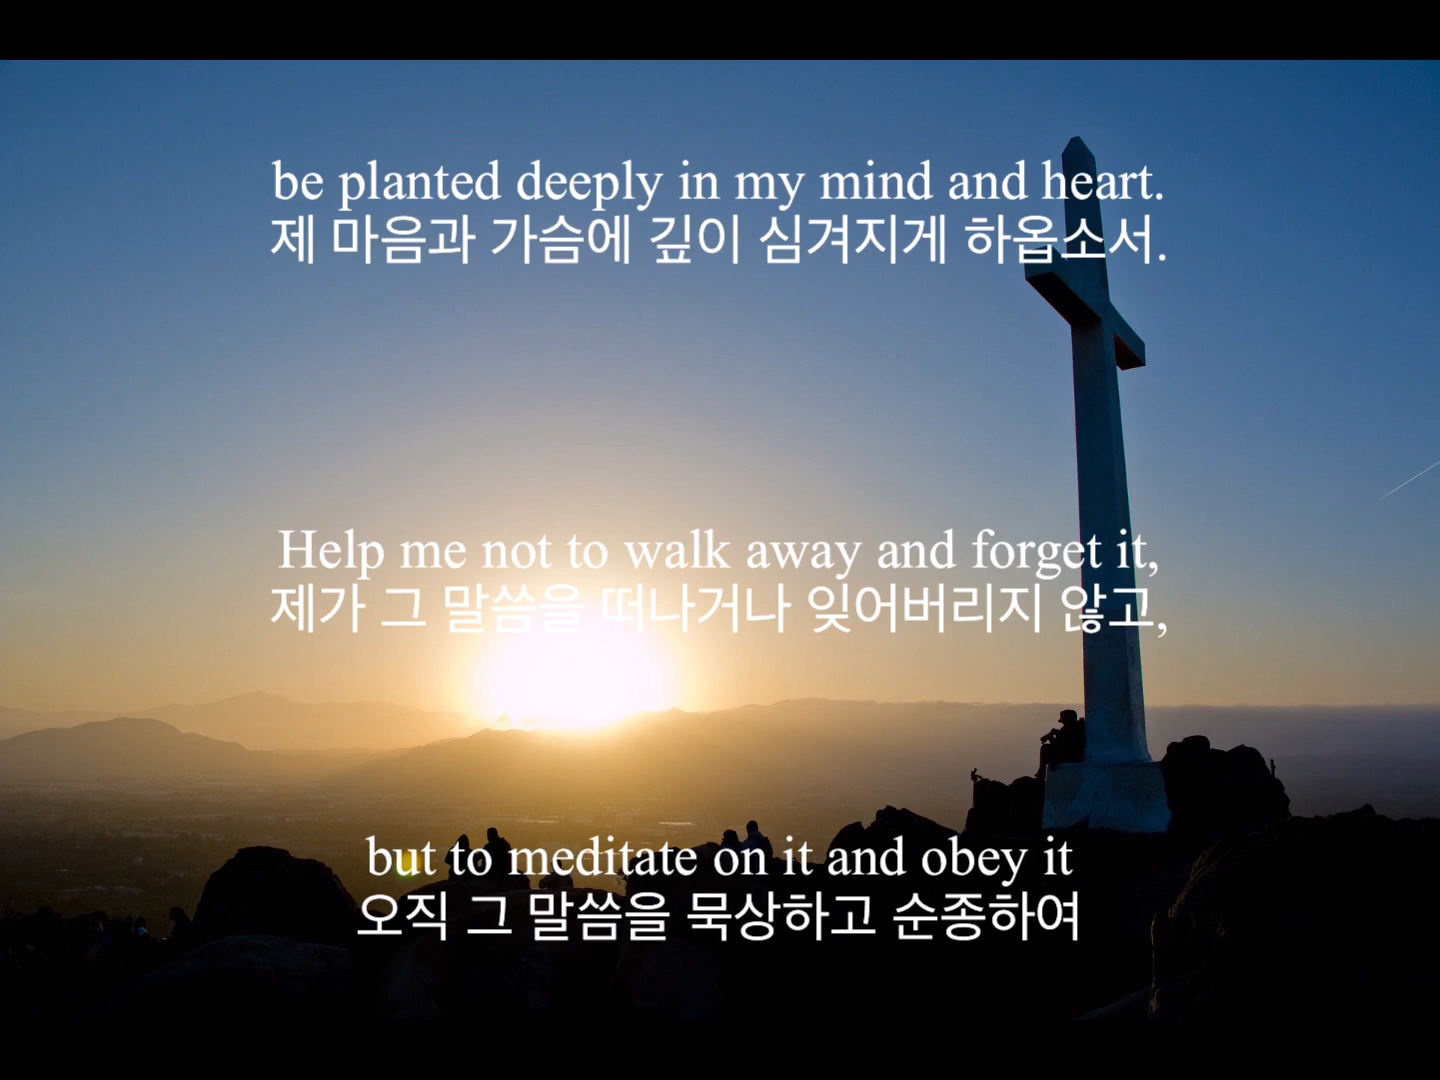 be planted deeply in my mind and heart.
제 마음과 가슴에 깊이 심겨지게 하옵소서.
Help me not to walk away and forget it,
제가 그 말씀을 떠나거나 잊어버리지 않고,
but to meditate on it and obey it
오직 그 말씀을 묵상하고 순종하여